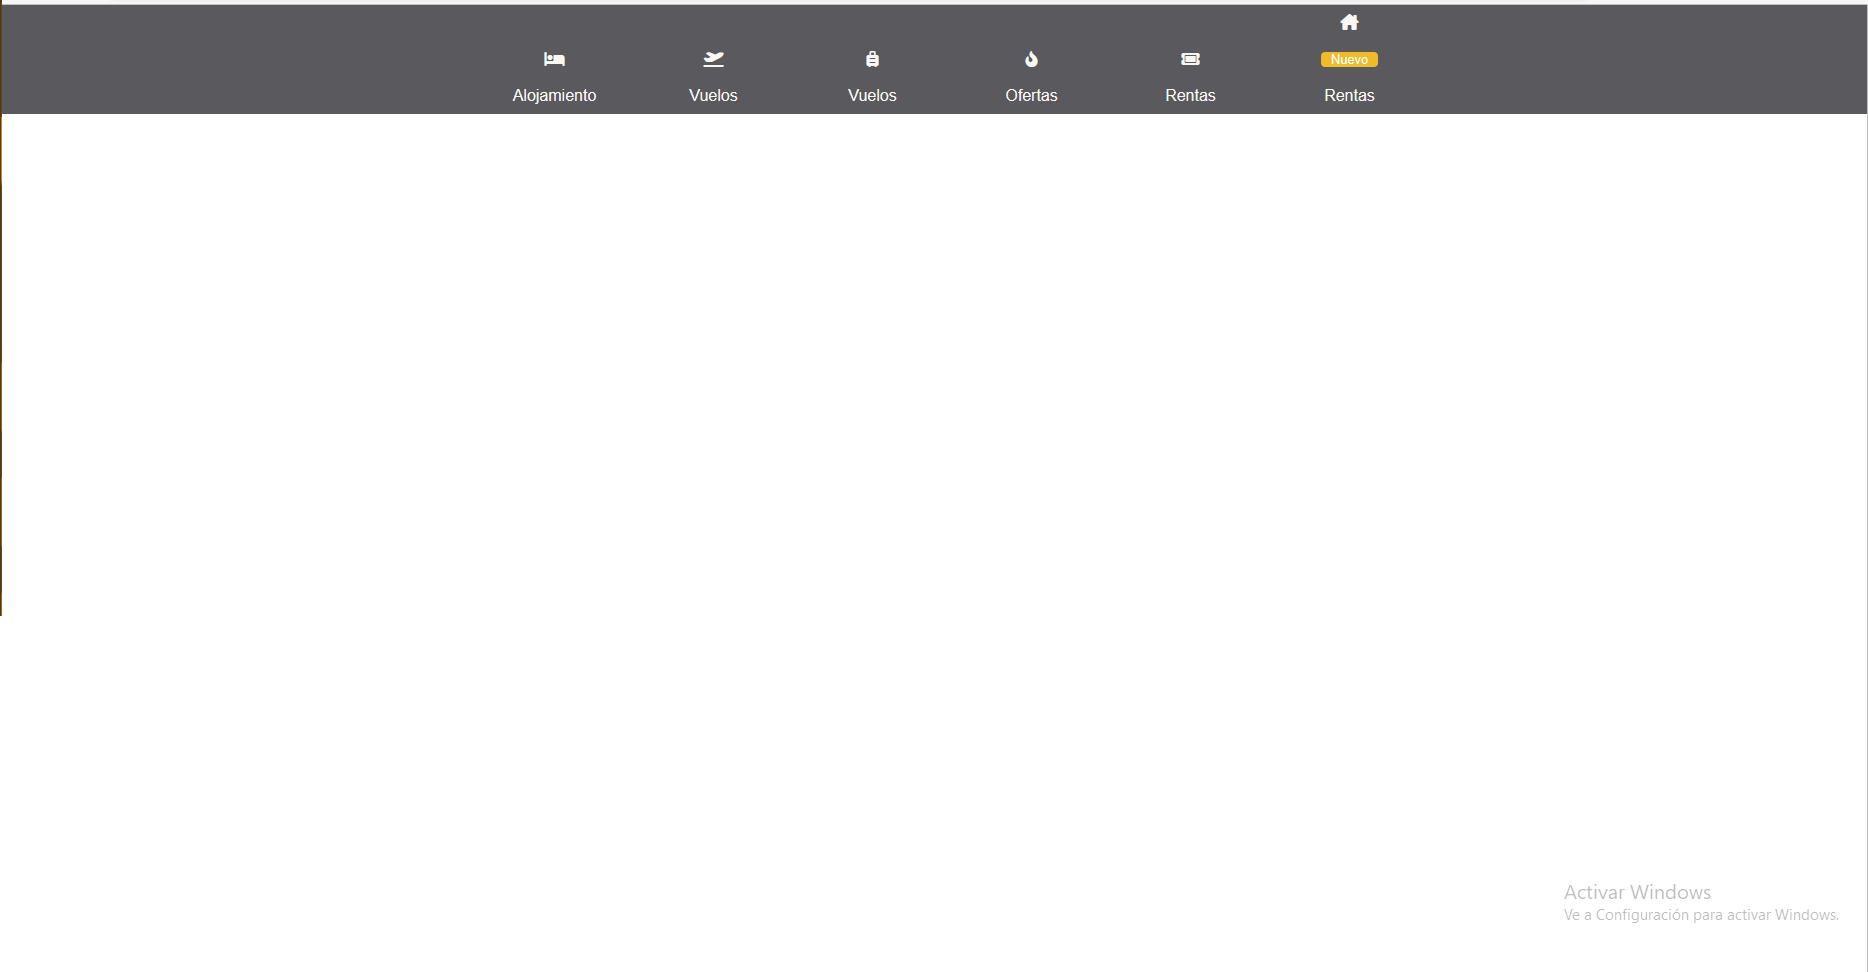 Nuevo
Alojamiento
Vuelos
Vuelos
Ofertas
Rentas
Rentas
Activar Windows
Ve a Configuración para activar Windows.